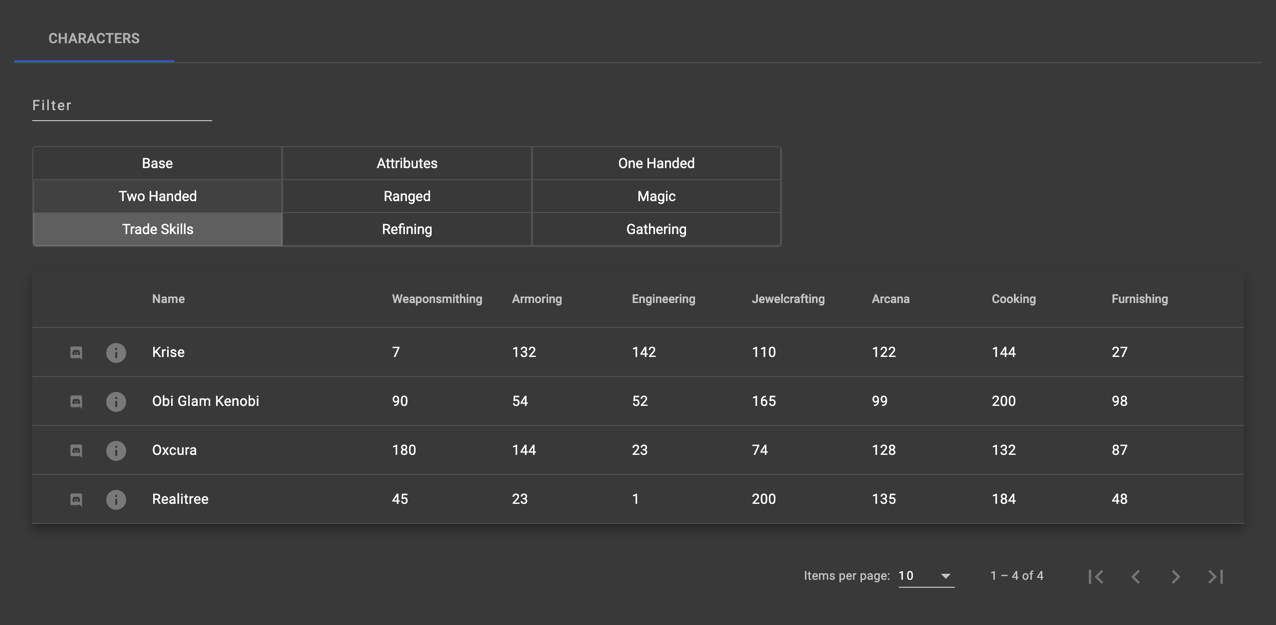 CHARACTERS
Filter
Base Attributes One Handed
Two Handed Ranged Magic
Trade Skills Refining Gathering
Name Weaponsmithing Armoring Engineering Jewelcrafting Arcana Cooking Furnishing
Krise 7 132 142 110 122 144 27
Obi Glam Kenobi 90 54 52 165 99 200 98
Oxcura 180 144 23 74 128 132 87
Realitree 45 23 1 200 135 184 48
Items per page: 10 1 – 4 of 4